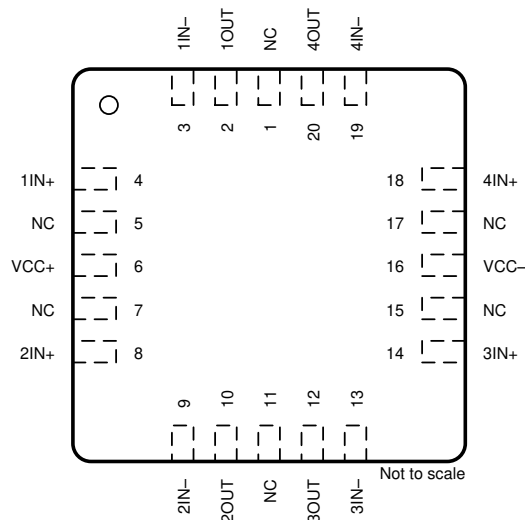 1IN−
1OUT
NC
4OUT
4IN−
3
2
1
20
19
1IN+ 4
NC 5
VCC+ 6
NC 7
2IN+ 8
18 4IN+
17 NC
16 VCC−
15 NC
14 3IN+
9
10
11
12
13
2IN−
2OUT
NC
3OUT
3IN−
Not to scale